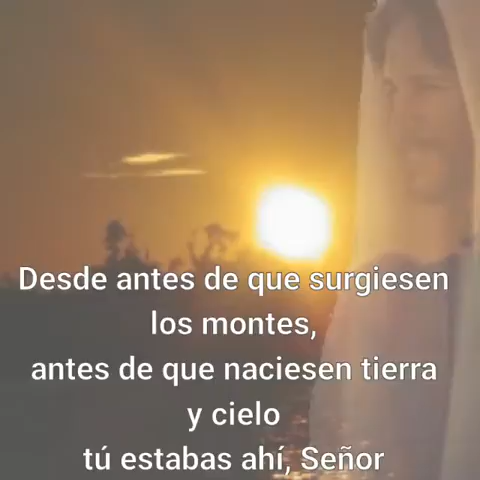 Desde antes de que surgiesen
los montes,
antes de que naciesen tierra
y cielo
tú estabas ahí, Señor